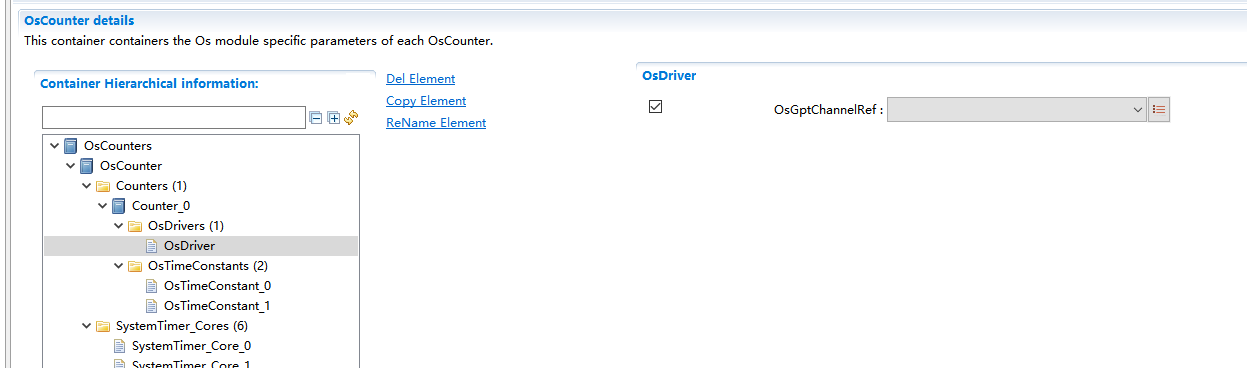 OsCounter details
This container containers the Os module specific parameters of each OsCounter.
Container Hierarchical information:
Del Element
Copy Element
ReName Element
OsCounters
OsCounter
Counters (1)
Counter_0
OsDrivers (1)
OsDriver
OsTimeConstants (2)
OsTimeConstant_0
OsTimeConstant_1
SystemTimer_Cores (6)
SystemTimer_Core_0
SystemTimer_Core_1
OsDriver
OsGptChannelRef :